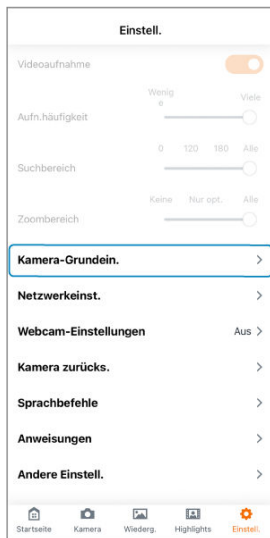 Einstell.
Videoaufnahme
Wenig
e
Viele
Aufn.häufigkeit
0 120 180 Alle
Suchbereich
Keine Nur opt. Alle
Zoombereich
Kamera-Grundein.
Netzwerkeinst.
Webcam-Einstellungen Aus
Kamera zurücks.
Sprachbefehle
Anweisungen
Andere Einstell.
Startseite Kamera Wiederg. Highlights Einstell.